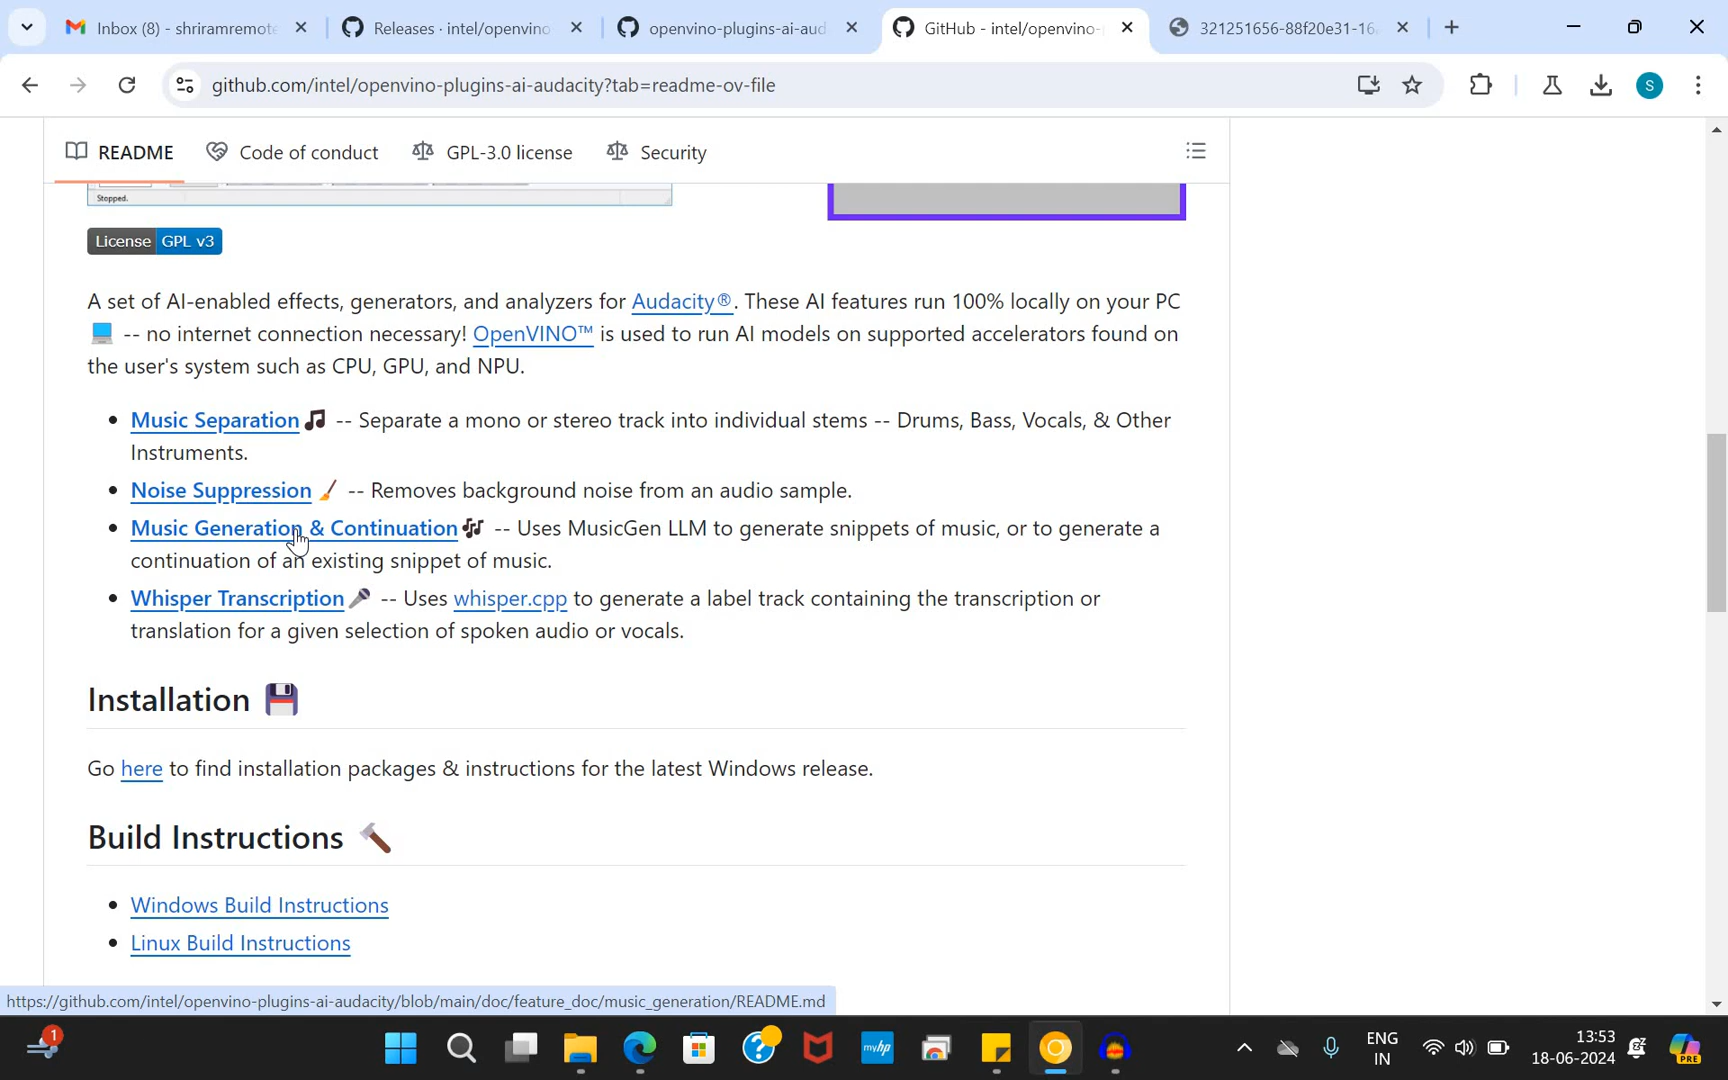 Inbox (8) - shriramremote
Releases · intel/openvino
openvino-plugins-ai-aud
GitHub - intel/openvino-
321251656-88f20e31-16
github.com/intel/openvino-plugins-ai-audacity?tab=readme-ov-file
S
README
Code of conduct
GPL-3.0 license
Security
Stopped.
License GPL v3
A set of AI-enabled effects, generators, and analyzers for Audacity®. These AI features run 100% locally on your PC
-- no internet connection necessary! OpenVINO™ is used to run AI models on supported accelerators found on
the user's system such as CPU, GPU, and NPU.
Music Separation -- Separate a mono or stereo track into individual stems -- Drums, Bass, Vocals, & Other
Instruments.
Noise Suppression -- Removes background noise from an audio sample.
Music Generation & Continuation -- Uses MusicGen LLM to generate snippets of music, or to generate a
continuation of an existing snippet of music.
Whisper Transcription -- Uses whisper.cpp to generate a label track containing the transcription or
translation for a given selection of spoken audio or vocals.
Installation
Go here to find installation packages & instructions for the latest Windows release.
Build Instructions
Windows Build Instructions
Linux Build Instructions
https://github.com/intel/openvino-plugins-ai-audacity/blob/main/doc/feature_doc/music_generation/README.md
1
myhp
ENG
IN
13:53
18-06-2024
PRE